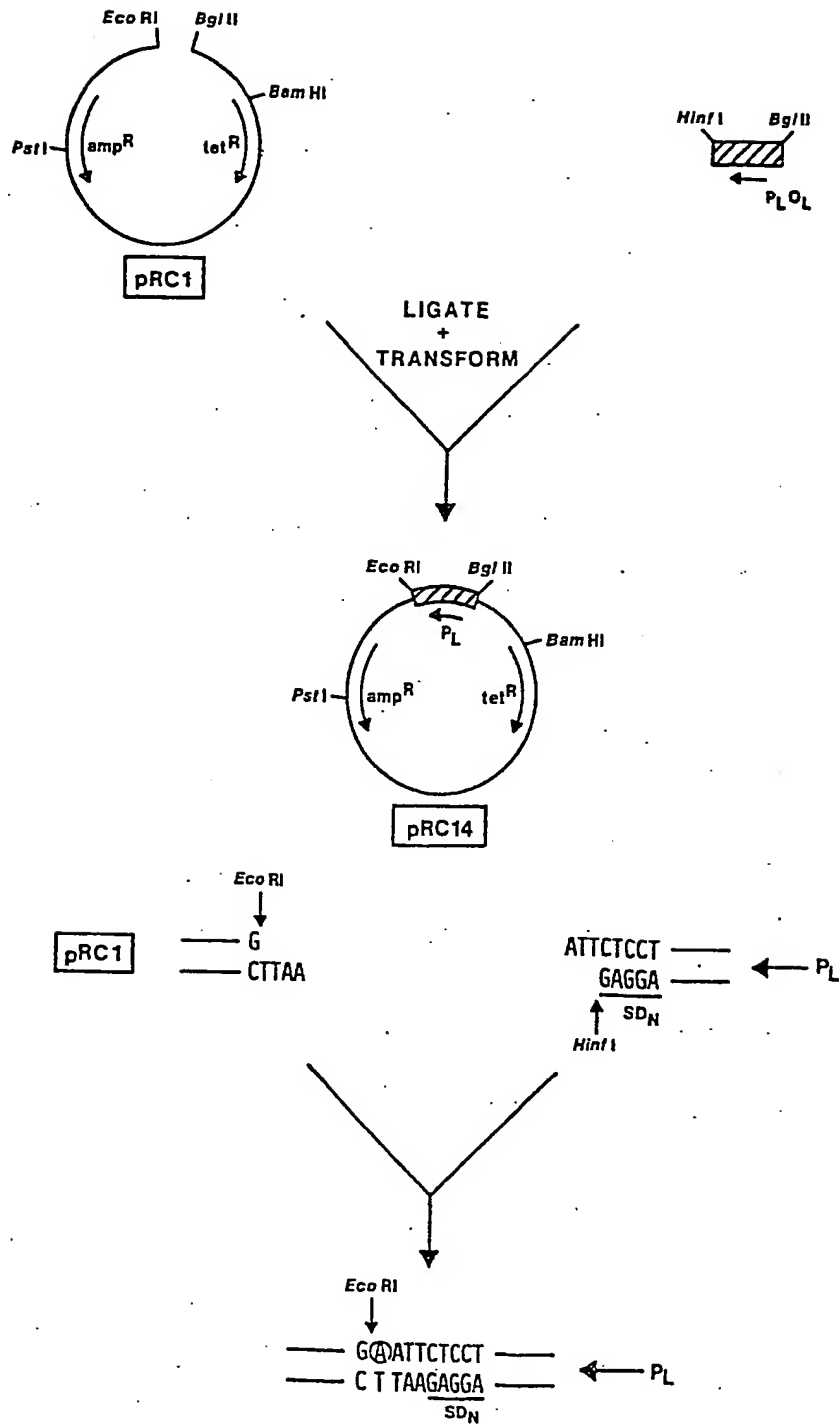 Eco RI Bgl II
Bam HI
Hinf I Bgl II
Pst I amp^R tet^R
P_L O_L
pRC1
LIGATE
+
TRANSFORM
Eco RI Bgl II
P_L
Bam HI
Pst I amp^R tet^R
pRC14
Eco RI
pRC1
G
CTTAA
ATTCTCCT
GAGGA
P_L
SD_N
Hinf I
Eco RI
GAATTCTCCT
C T TAAGAGGA
P_L
SD_N